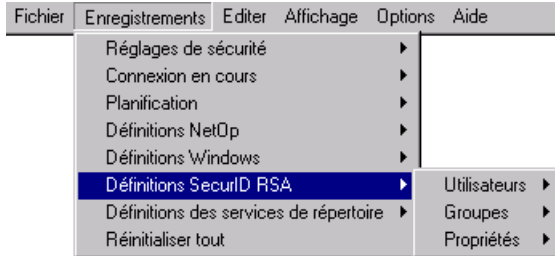 Fichier Enregistrements Editer Affichage Options Aide
Réglages de sécurité
Connexion en cours
Planification
Définitions NetOp
Définitions Windows
Définitions SecurID RSA
Utilisateurs
Définitions des services de répertoire
Groupes
Réinitialiser tout
Propriétés